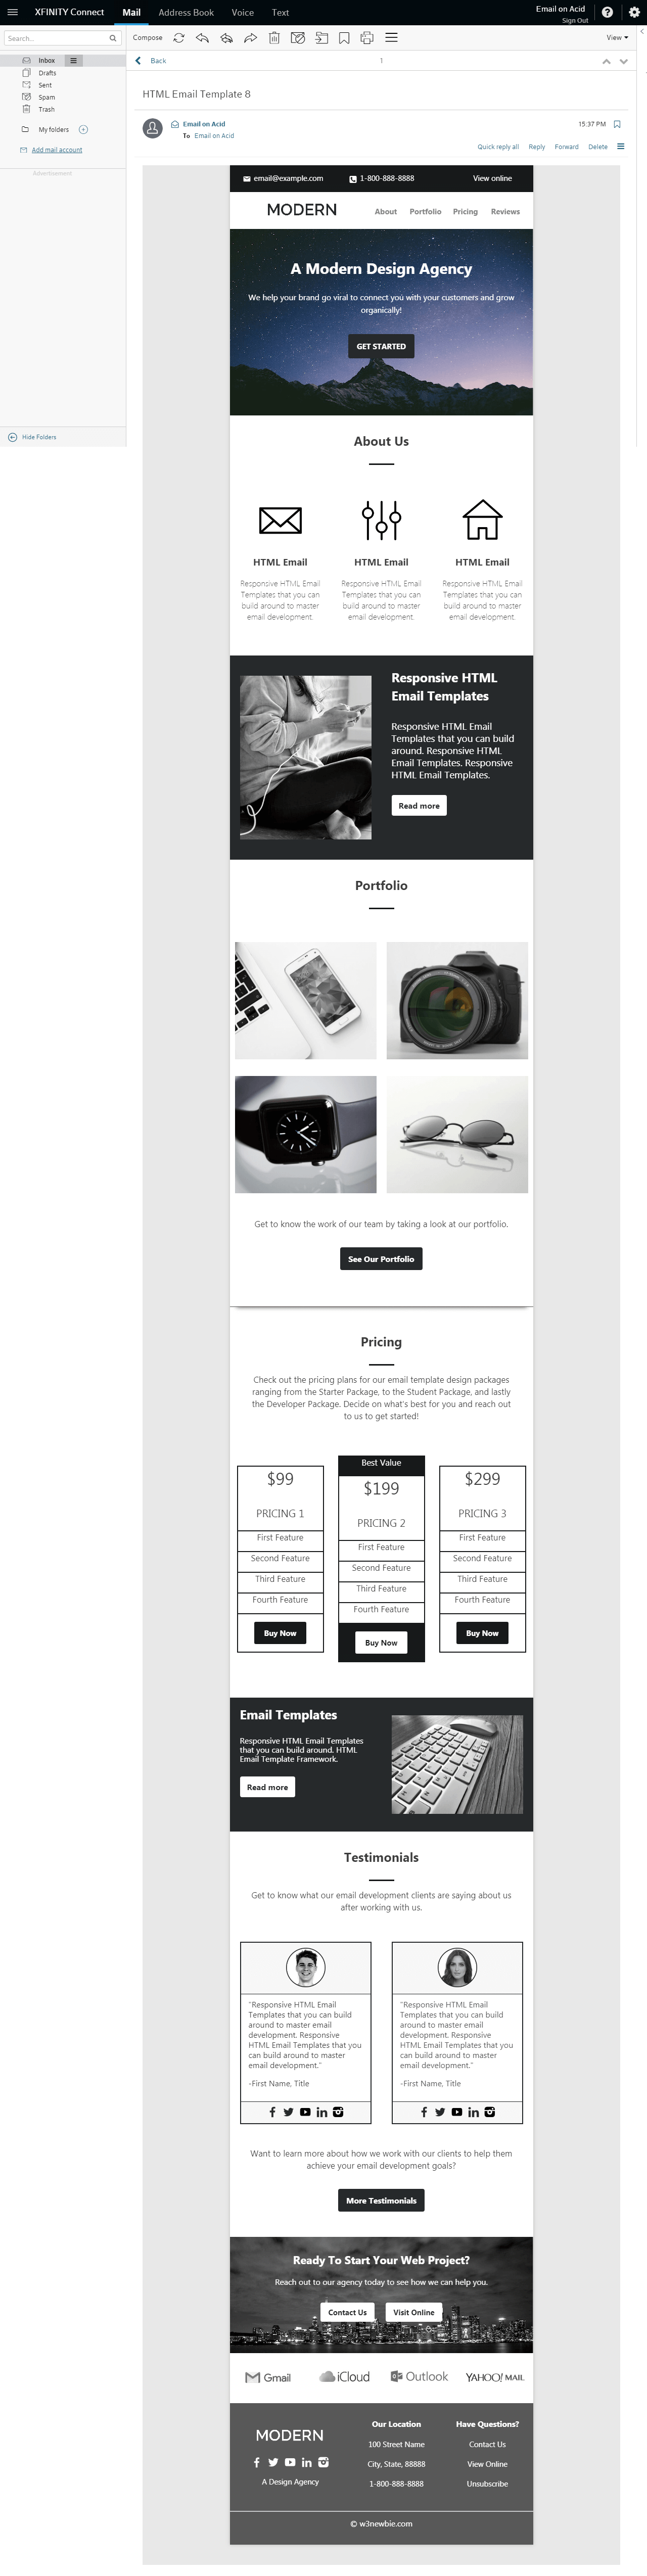 XFINITY Connect Mail Address Book Voice Text Email on Acid
Sign Out
Search... Compose View
Back 1
Inbox
Drafts
Sent
Spam
Trash
My folders
Add mail account
Advertisement
Hide Folders
HTML Email Template 8
Email on Acid 15:37 PM
To Email on Acid
Quick reply all Reply Forward Delete
email@example.com 1-800-888-8888 View online
MODERN About Portfolio Pricing Reviews
A Modern Design Agency
We help your brand go viral to connect you with your customers and grow
organically!
GET STARTED
About Us
HTML Email HTML Email HTML Email
Responsive HTML Email Responsive HTML Email Responsive HTML Email
Templates that you can Templates that you can Templates that you can
build around to master build around to master build around to master
email development. email development. email development.
Responsive HTML
Email Templates
Responsive HTML Email
Templates that you can build
around. Responsive HTML
Email Templates. Responsive
HTML Email Templates.
Read more
Portfolio
Get to know the work of our team by taking a look at our portfolio.
See Our Portfolio
Pricing
Check out the pricing plans for our email template design packages
ranging from the Starter Package, to the Student Package, and lastly
the Developer Package. Decide on what's best for you and reach out
to us to get started!
$99
PRICING 1
First Feature
Second Feature
Third Feature
Fourth Feature
Buy Now
Best Value
$199
PRICING 2
First Feature
Second Feature
Third Feature
Fourth Feature
Buy Now
$299
PRICING 3
First Feature
Second Feature
Third Feature
Fourth Feature
Buy Now
Email Templates
Responsive HTML Email Templates
that you can build around. HTML
Email Template Framework.
Read more
Testimonials
Get to know what our email development clients are saying about us
after working with us.
"Responsive HTML Email
Templates that you can build
around to master email
development. Responsive
HTML Email Templates that you
can build around to master
email development."
-First Name, Title
"Responsive HTML Email
Templates that you can build
around to master email
development. Responsive
HTML Email Templates that you
can build around to master
email development."
-First Name, Title
Want to learn more about how we work with our clients to help them
achieve your email development goals?
More Testimonials
Ready To Start Your Web Project?
Reach out to our agency today to see how we can help you.
Contact Us Visit Online
Gmail iCloud Outlook YAHOO! MAIL
MODERN
A Design Agency
Our Location
100 Street Name
City, State, 88888
1-800-888-8888
Have Questions?
Contact Us
View Online
Unsubscribe
© w3newbie.com